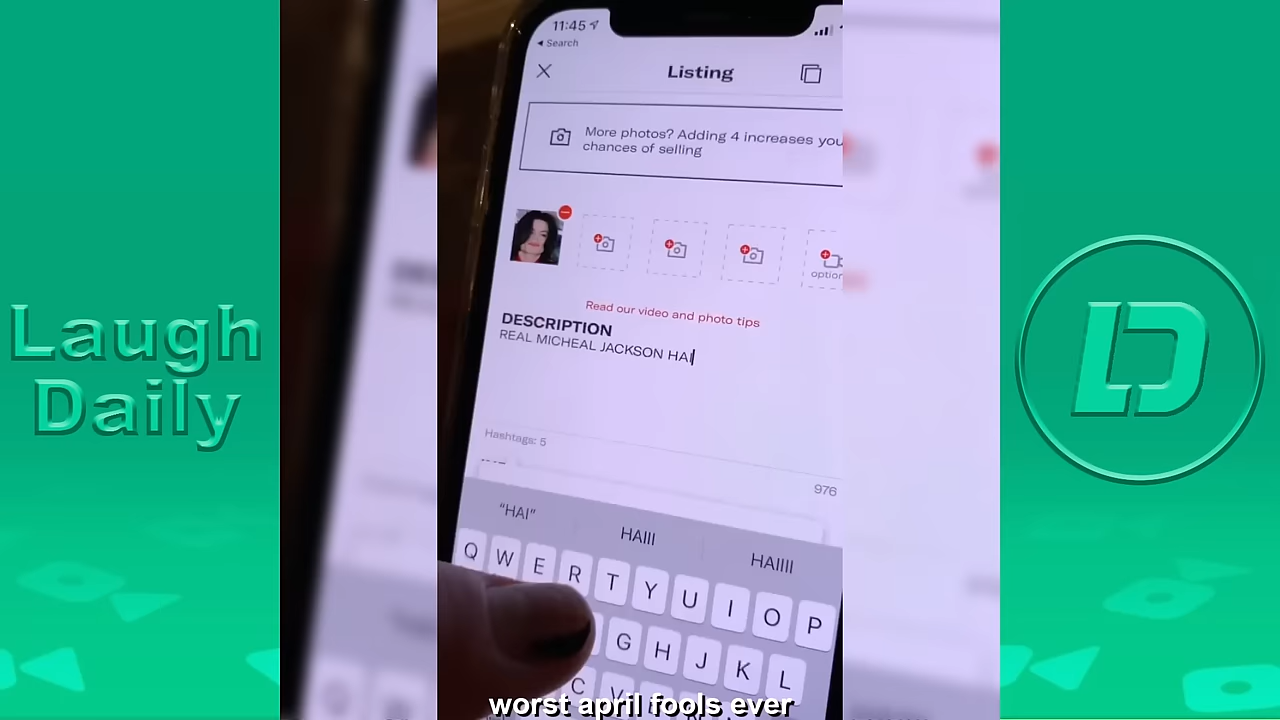 11:45
Search
Listing
More photos? Adding 4 increases you
chances of selling
option
Read our video and photo tips
DESCRIPTION
REAL MICHEAL JACKSON HAI
Hashtags: 5
976
“HAI” HAIII HAIIII
Q W E R T Y U I O P
G H J K L
C V
worst april fools ever
Laugh
Daily
LD